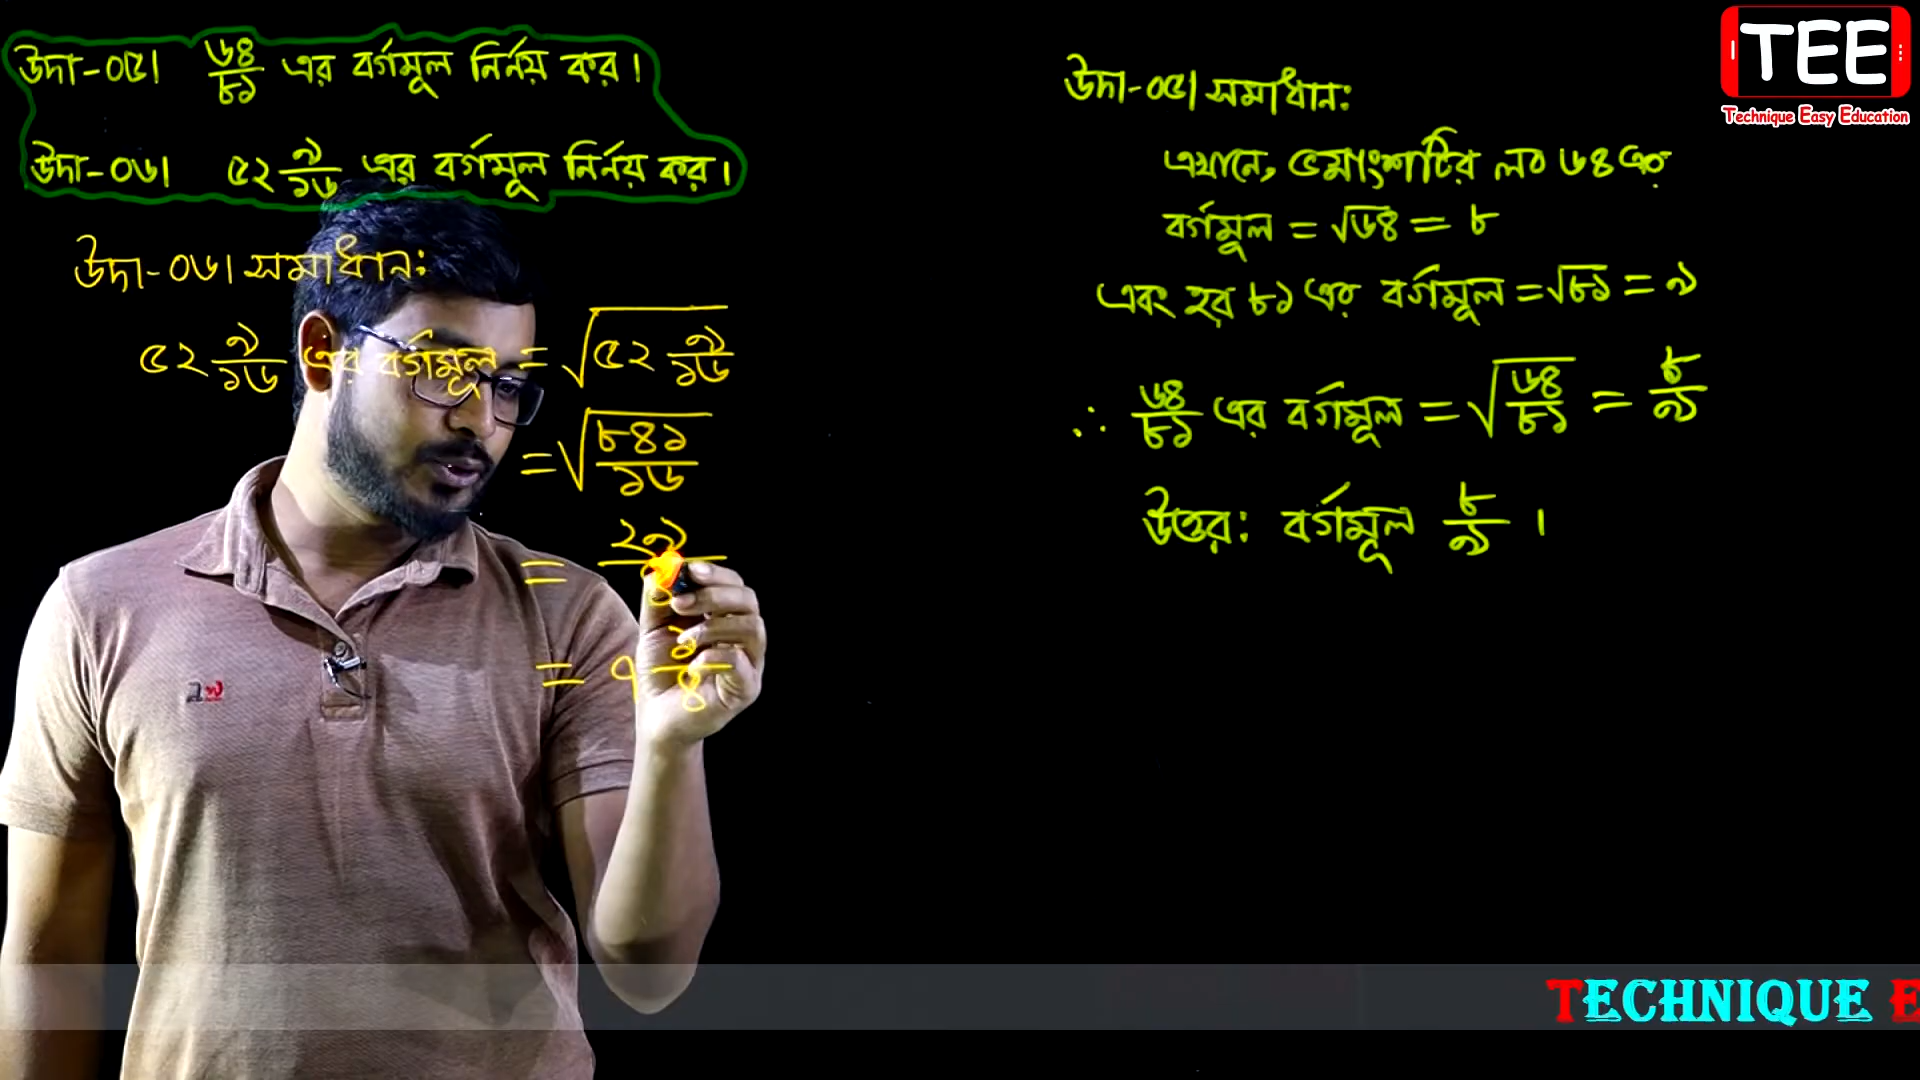 উদা-০৫। ৬৪/৮১ এর বর্গমূল নির্নয় কর।
উদা-০৬। ৫২ ৯/১৬ এর বর্গমূল নির্নয় কর।
উদা-০৬। সমাধান:
৫২ ৯/১৬ এর বর্গমূল = √(৫২ ৯/১৬)
= √(৮৪১/১৬)
= ২৯/৪
= ৭ ১/৪
উদা-০৫। সমাধান:
এখানে, ভগ্নাংশটির লব ৬৪ এর
বর্গমূল = √৬৪ = ৮
এবং হর ৮১ এর বর্গমূল = √৮১ = ৯
∴ ৬৪/৮১ এর বর্গমূল = √(৬৪/৮১) = ৮/৯
উত্তর: বর্গমূল ৮/৯ ।
TEE
Technique Easy Education
TECHNIQUE E